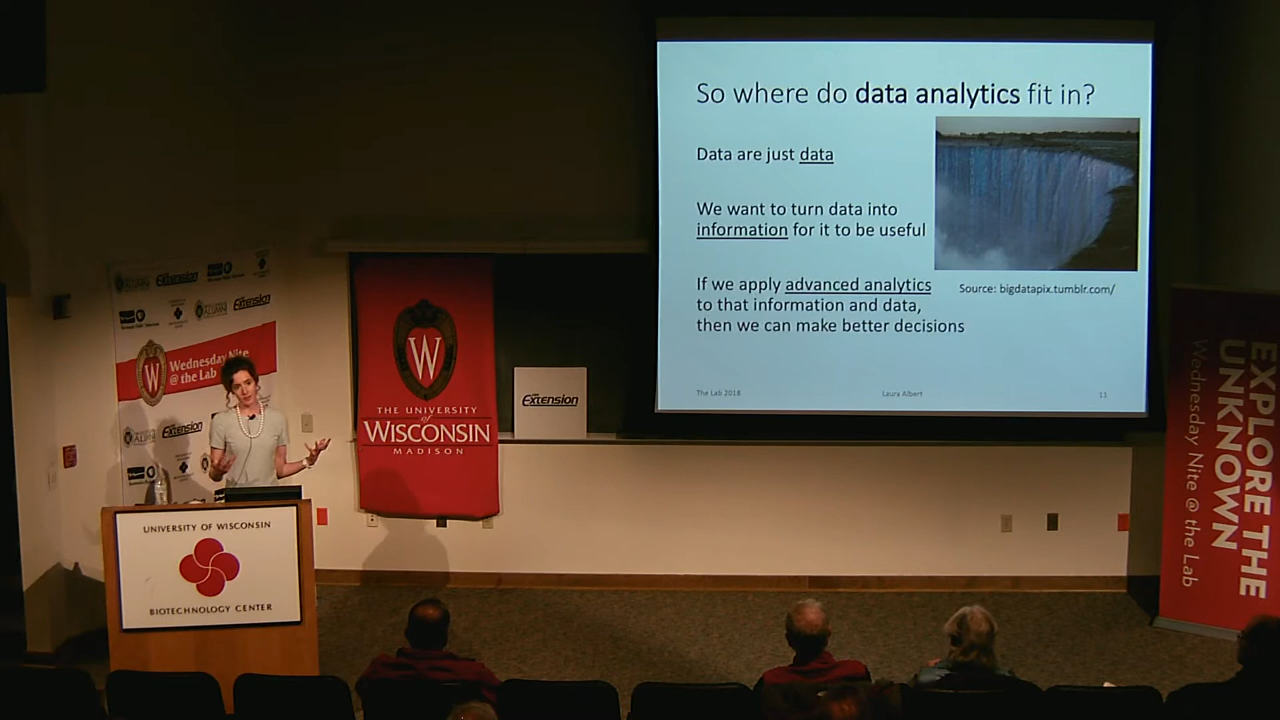 So where do data analytics fit in?
Data are just data
We want to turn data into
information for it to be useful
If we apply advanced analytics
to that information and data,
then we can make better decisions
Source: bigdatapix.tumblr.com/
The Lab 2018
Laura Albert
11
Wednesday Nite
@ the Lab
W
Extension
Extension
Extension
W
THE UNIVERSITY
of
WISCONSIN
MADISON
Extension
UNIVERSITY OF WISCONSIN
BIOTECHNOLOGY CENTER
EXPLORE THE
UNKNOWN
Wednesday Nite @ the Lab